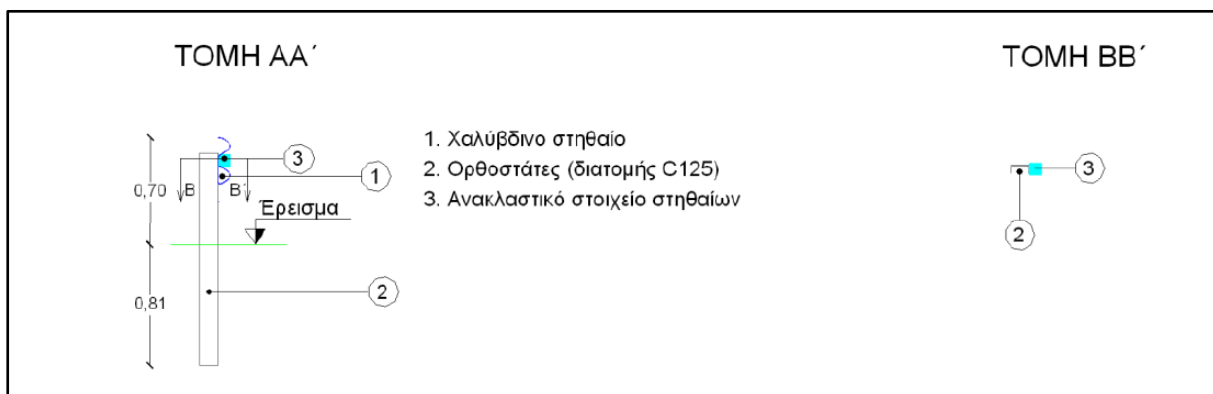 ΤΟΜΗ ΑΑ΄
ΤΟΜΗ ΒΒ΄
1. Χαλύβδινο στηθαίο
2. Ορθοστάτες (διατομής C125)
3. Ανακλαστικό στοιχείο στηθαίων
3
1
0,70
Β
Β΄
Έρεισμα
2
0,81
3
2